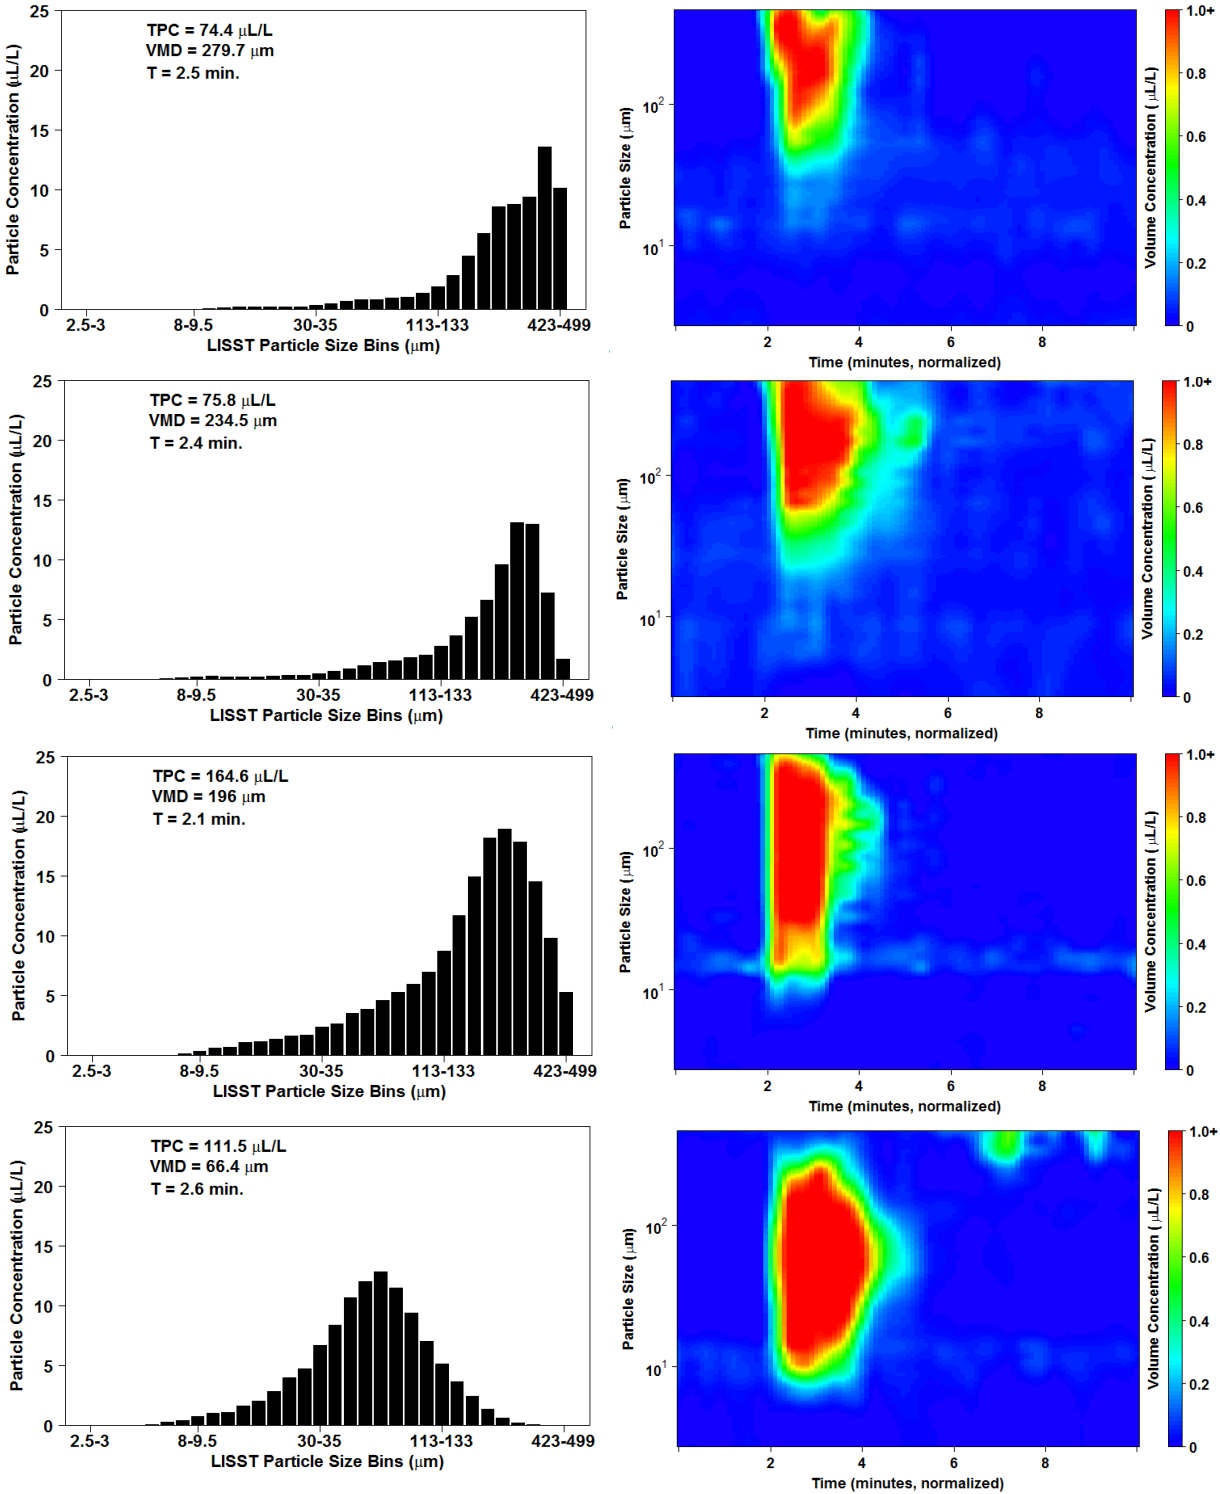 25
20
15
10
5
0
Particle Concentration (μL/L)
TPC = 74.4 μL/L
VMD = 279.7 μm
T = 2.5 min.
2.5-3 8-9.5 30-35 113-133 423-499
LISST Particle Size Bins (μm)
10²
10¹
Particle Size (μm)
2 4 6 8
Time (minutes, normalized)
1.0+
0.8
0.6
0.4
0.2
0
Volume Concentration ( μL/L)
25
20
15
10
5
0
Particle Concentration (μL/L)
TPC = 75.8 μL/L
VMD = 234.5 μm
T = 2.4 min.
2.5-3 8-9.5 30-35 113-133 423-499
LISST Particle Size Bins (μm)
10²
10¹
Particle Size (μm)
2 4 6 8
Time (minutes, normalized)
1.0+
0.8
0.6
0.4
0.2
0
Volume Concentration ( μL/L)
25
20
15
10
5
0
Particle Concentration (μL/L)
TPC = 164.6 μL/L
VMD = 196 μm
T = 2.1 min.
2.5-3 8-9.5 30-35 113-133 423-499
LISST Particle Size Bins (μm)
10²
10¹
Particle Size (μm)
2 4 6 8
Time (minutes, normalized)
1.0+
0.8
0.6
0.4
0.2
0
Volume Concentration ( μL/L)
25
20
15
10
5
0
Particle Concentration (μL/L)
TPC = 111.5 μL/L
VMD = 66.4 μm
T = 2.6 min.
2.5-3 8-9.5 30-35 113-133 423-499
LISST Particle Size Bins (μm)
10²
10¹
Particle Size (μm)
2 4 6 8
Time (minutes, normalized)
1.0+
0.8
0.6
0.4
0.2
0
Volume Concentration ( μL/L)